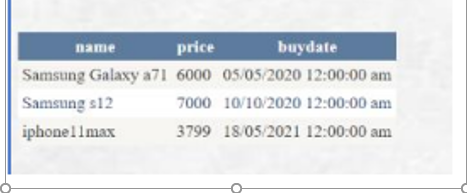 name price buydate
Samsung Galaxy a71 6000 05/05/2020 12:00:00 am
Samsung s12 7000 10/10/2020 12:00:00 am
iphone11max 3799 18/05/2021 12:00:00 am